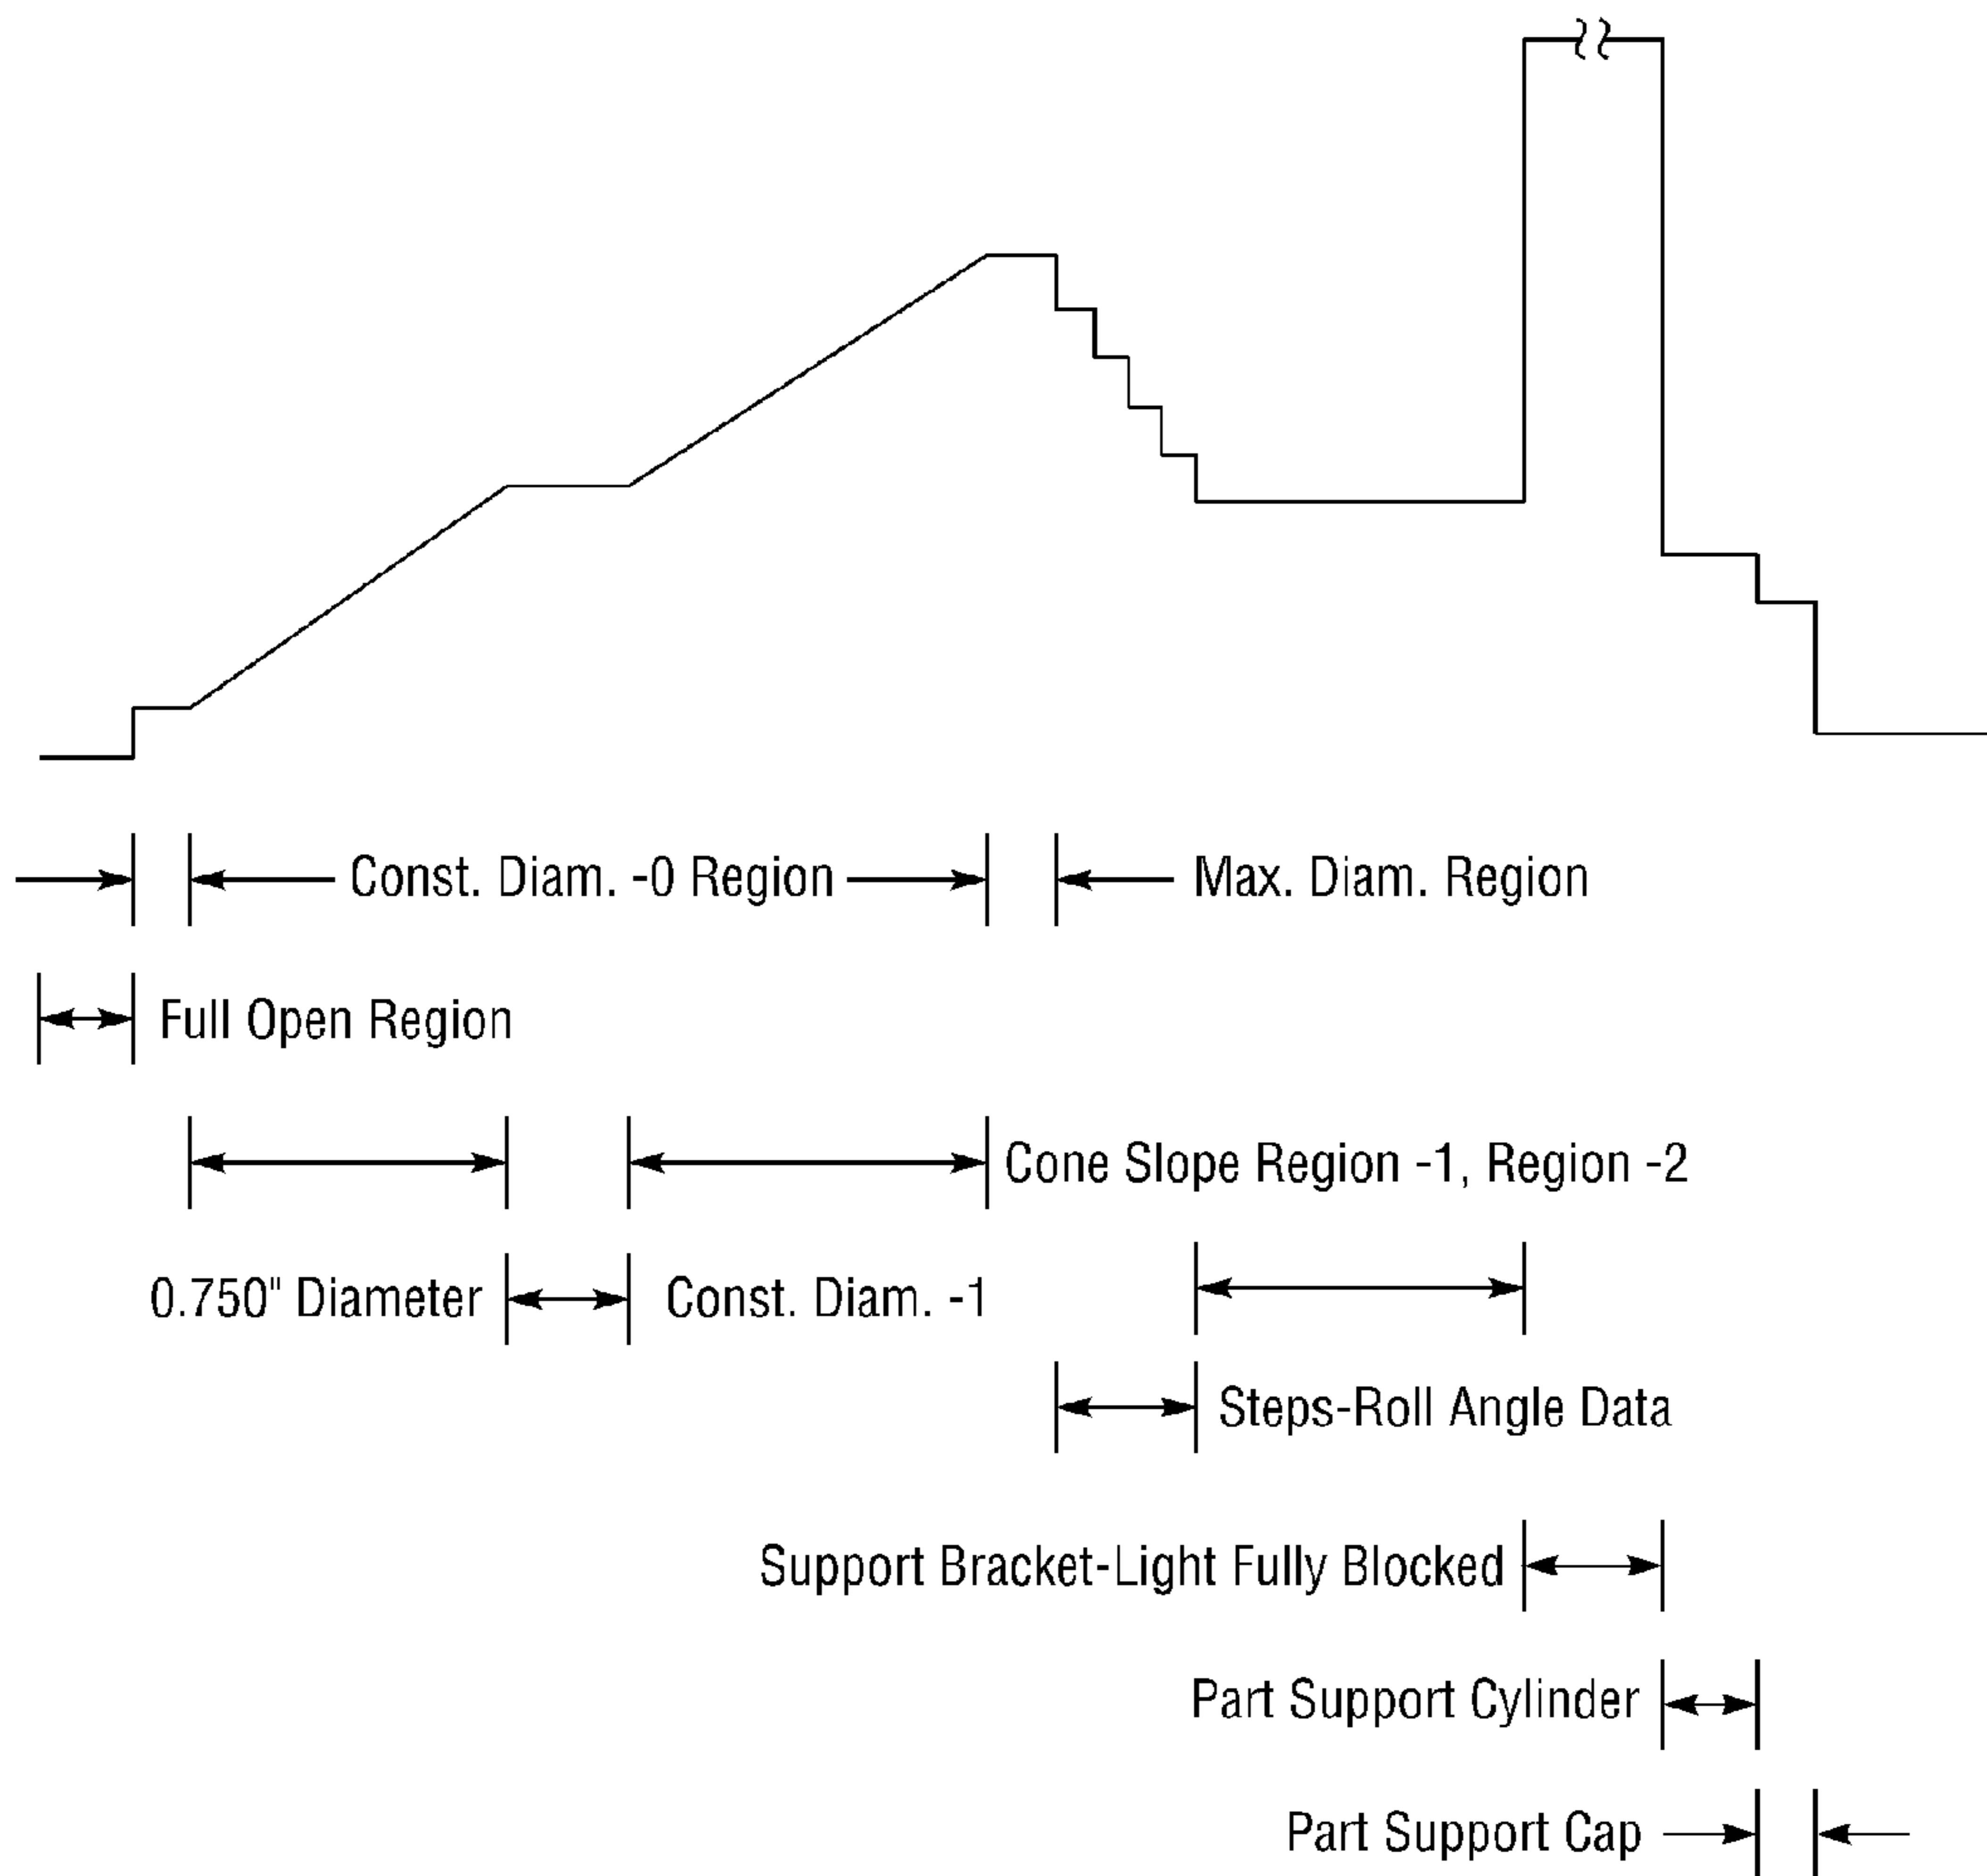 Const. Diam. -0 Region
Max. Diam. Region
Full Open Region
Cone Slope Region -1, Region -2
0.750" Diameter
Const. Diam. -1
Steps-Roll Angle Data
Support Bracket-Light Fully Blocked
Part Support Cylinder
Part Support Cap